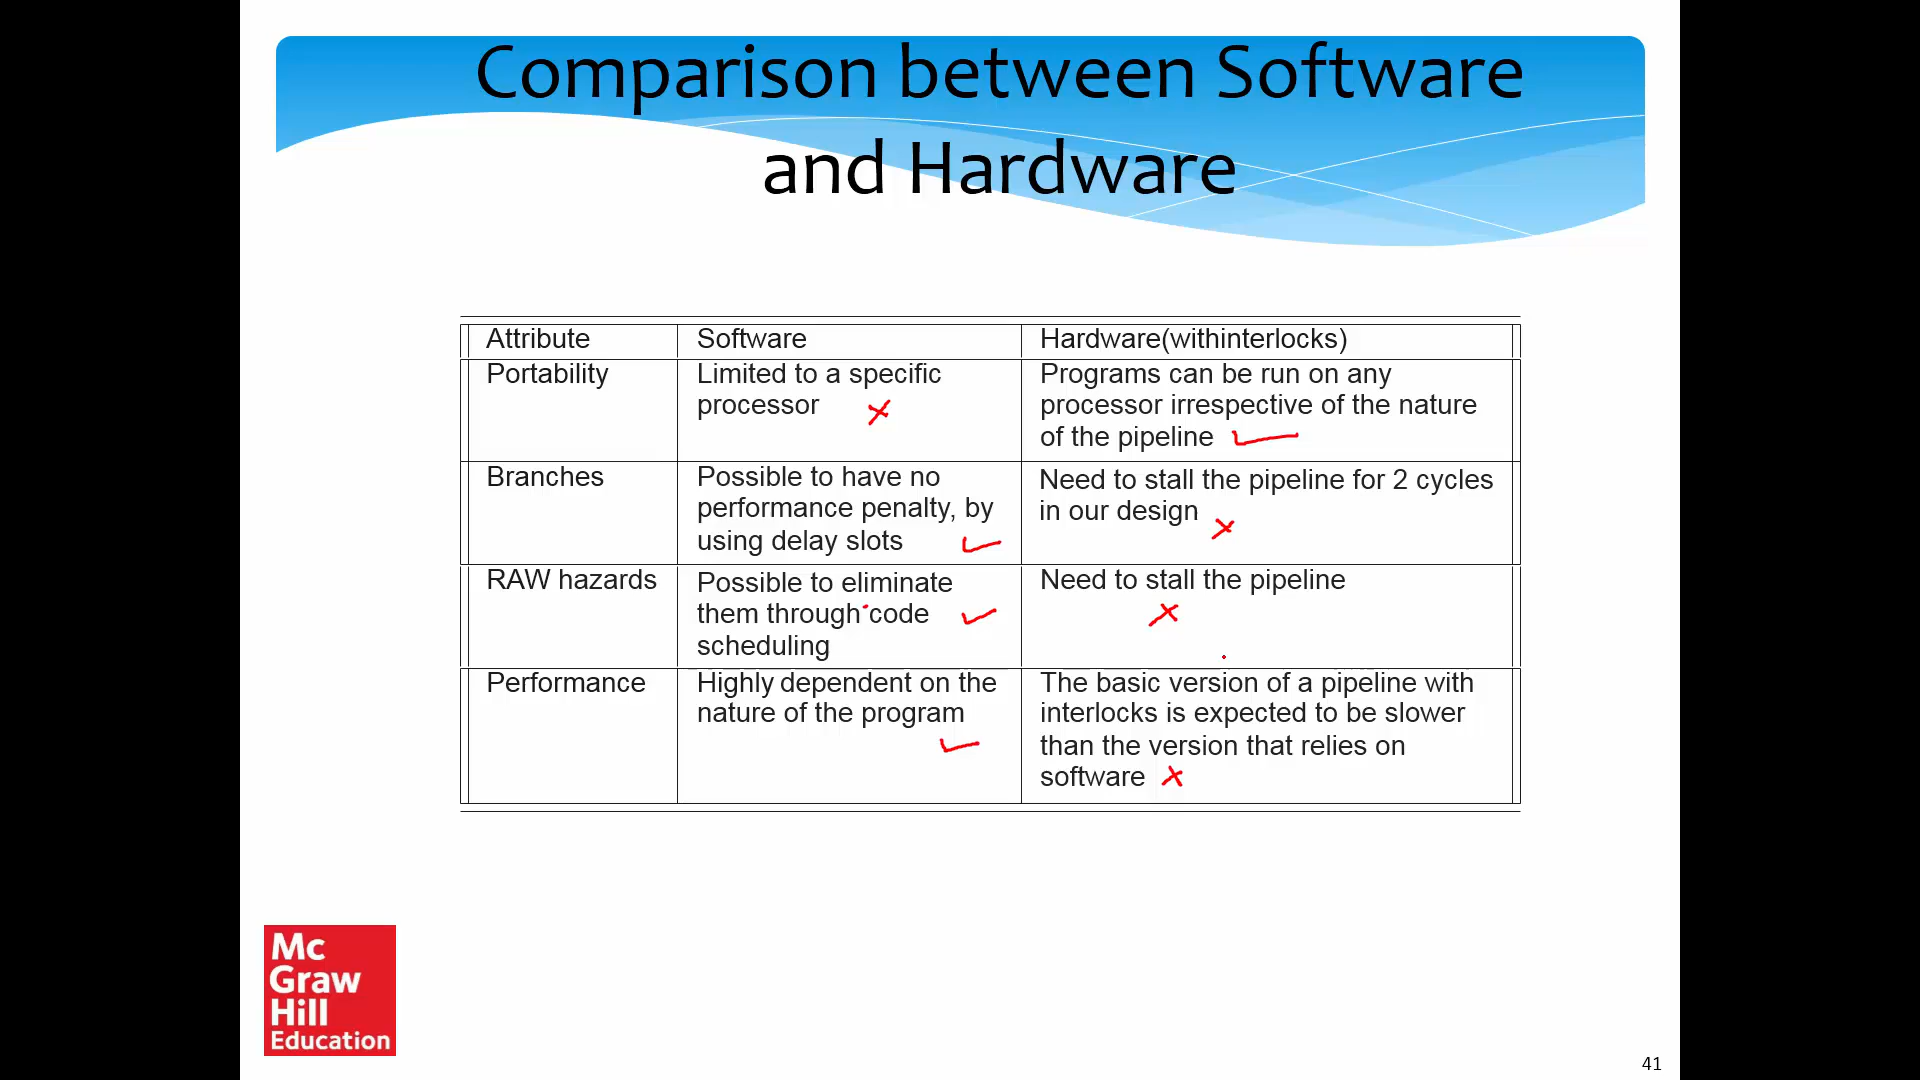 Comparison between Software
and Hardware
Attribute Software Hardware(withinterlocks)
Portability Limited to a specific Programs can be run on any
processor processor irrespective of the nature
of the pipeline
Branches Possible to have no Need to stall the pipeline for 2 cycles
performance penalty, by in our design
using delay slots
RAW hazards Possible to eliminate Need to stall the pipeline
them through code
scheduling
Performance Highly dependent on the The basic version of a pipeline with
nature of the program interlocks is expected to be slower
than the version that relies on
software
Mc
Graw
Hill
Education
41